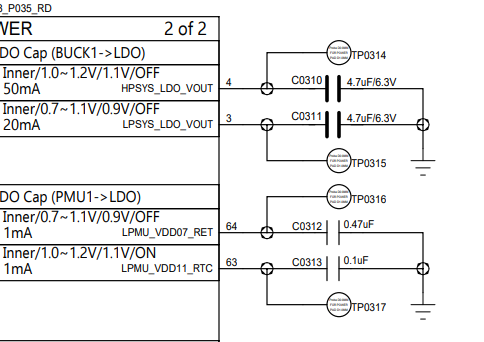 _P035_RD
WER 2 of 2
DO Cap (BUCK1->LDO)
Inner/1.0~1.2V/1.1V/OFF
50mA HPSYS_LDO_VOUT 4
Inner/0.7~1.1V/0.9V/OFF
20mA LPSYS_LDO_VOUT 3
TP0314
C0310 4.7uF/6.3V
C0311 4.7uF/6.3V
TP0315
DO Cap (PMU1->LDO)
Inner/0.7~1.1V/0.9V/OFF
1mA LPMU_VDD07_RET 64
Inner/1.0~1.2V/1.1V/ON
1mA LPMU_VDD11_RTC 63
TP0316
C0312 0.47uF
C0313 0.1uF
TP0317